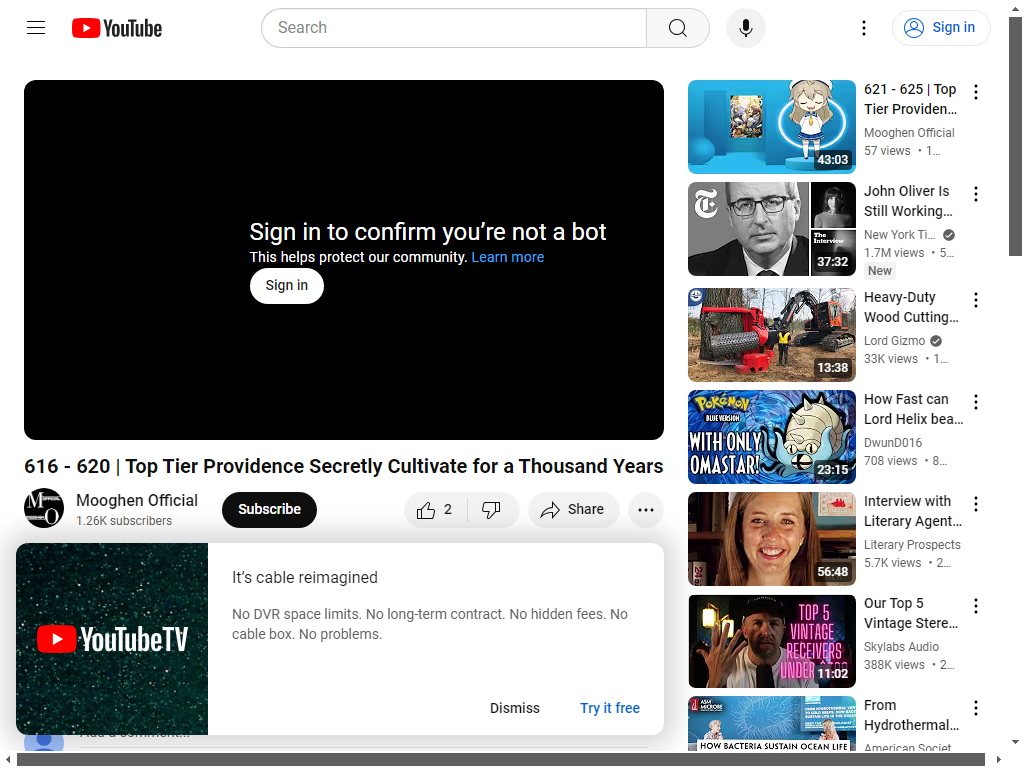 YouTube
Search
Sign in
Sign in to confirm you're not a bot
This helps protect our community. Learn more
Sign in
616 - 620 | Top Tier Providence Secretly Cultivate for a Thousand Years
Mooghen Official
1.26K subscribers
Subscribe
2
Share
YouTubeTV
It's cable reimagined
No DVR space limits. No long-term contract. No hidden fees. No
cable box. No problems.
Dismiss
Try it free
Add a comment...
43:03
621 - 625 | Top
Tier Providen...
Mooghen Official
57 views • 1...
The
Interview
37:32
John Oliver Is
Still Working...
New York Ti...
1.7M views • 5...
New
13:38
Heavy-Duty
Wood Cutting...
Lord Gizmo
33K views • 1...
POKéMON
BLUE VERSION
WITH ONLY
OMASTAR!
23:15
How Fast can
Lord Helix bea...
DwunD016
708 views • 8...
56:48
Interview with
Literary Agent...
Literary Prospects
5.7K views • 2...
TOP 5
VINTAGE
RECEIVERS
UNDER
11:02
Our Top 5
Vintage Stere...
Skylabs Audio
388K views • 2...
HOW BACTERIA SUSTAIN OCEAN LIFE
From
Hydrothermal...
American Societ